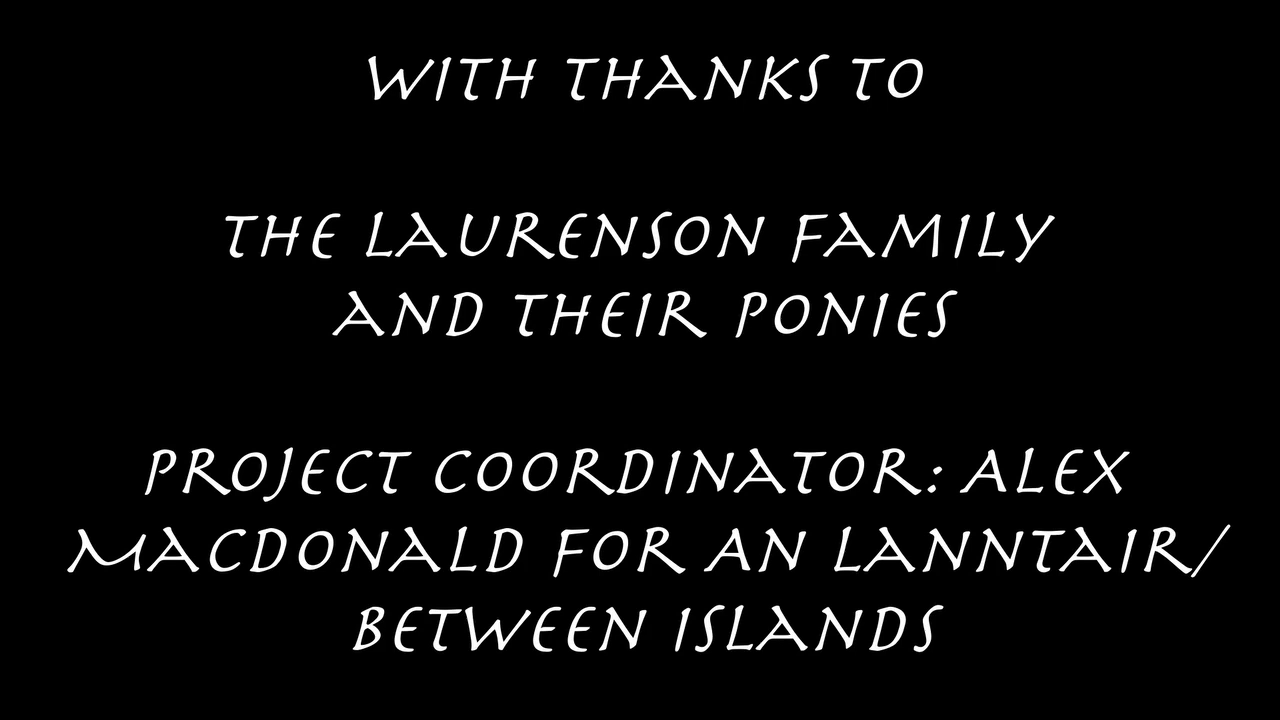 WITH THANKS TO
THE LAURENSON FAMILY
AND THEIR PONIES
PROJECT COORDINATOR: ALEX
MACDONALD FOR AN LANNTAIR/
BETWEEN ISLANDS